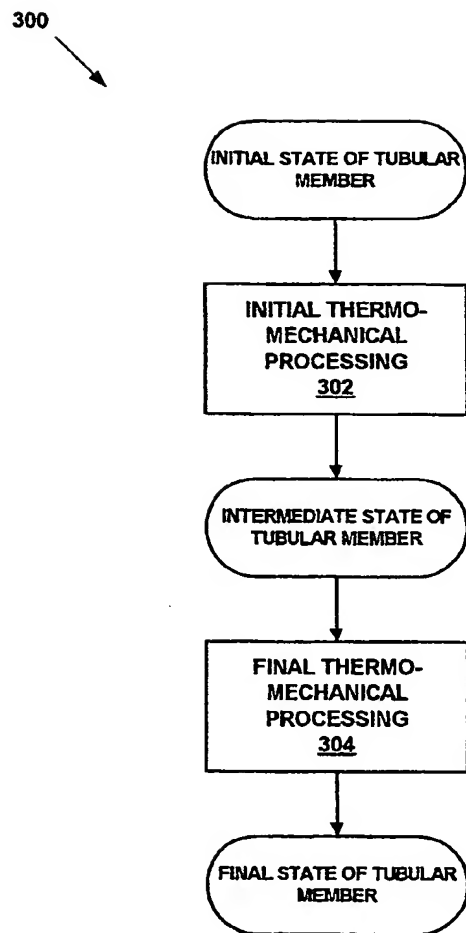 300
INITIAL STATE OF TUBULAR
MEMBER
INITIAL THERMO-
MECHANICAL
PROCESSING
302
INTERMEDIATE STATE OF
TUBULAR MEMBER
FINAL THERMO-
MECHANICAL
PROCESSING
304
FINAL STATE OF TUBULAR
MEMBER